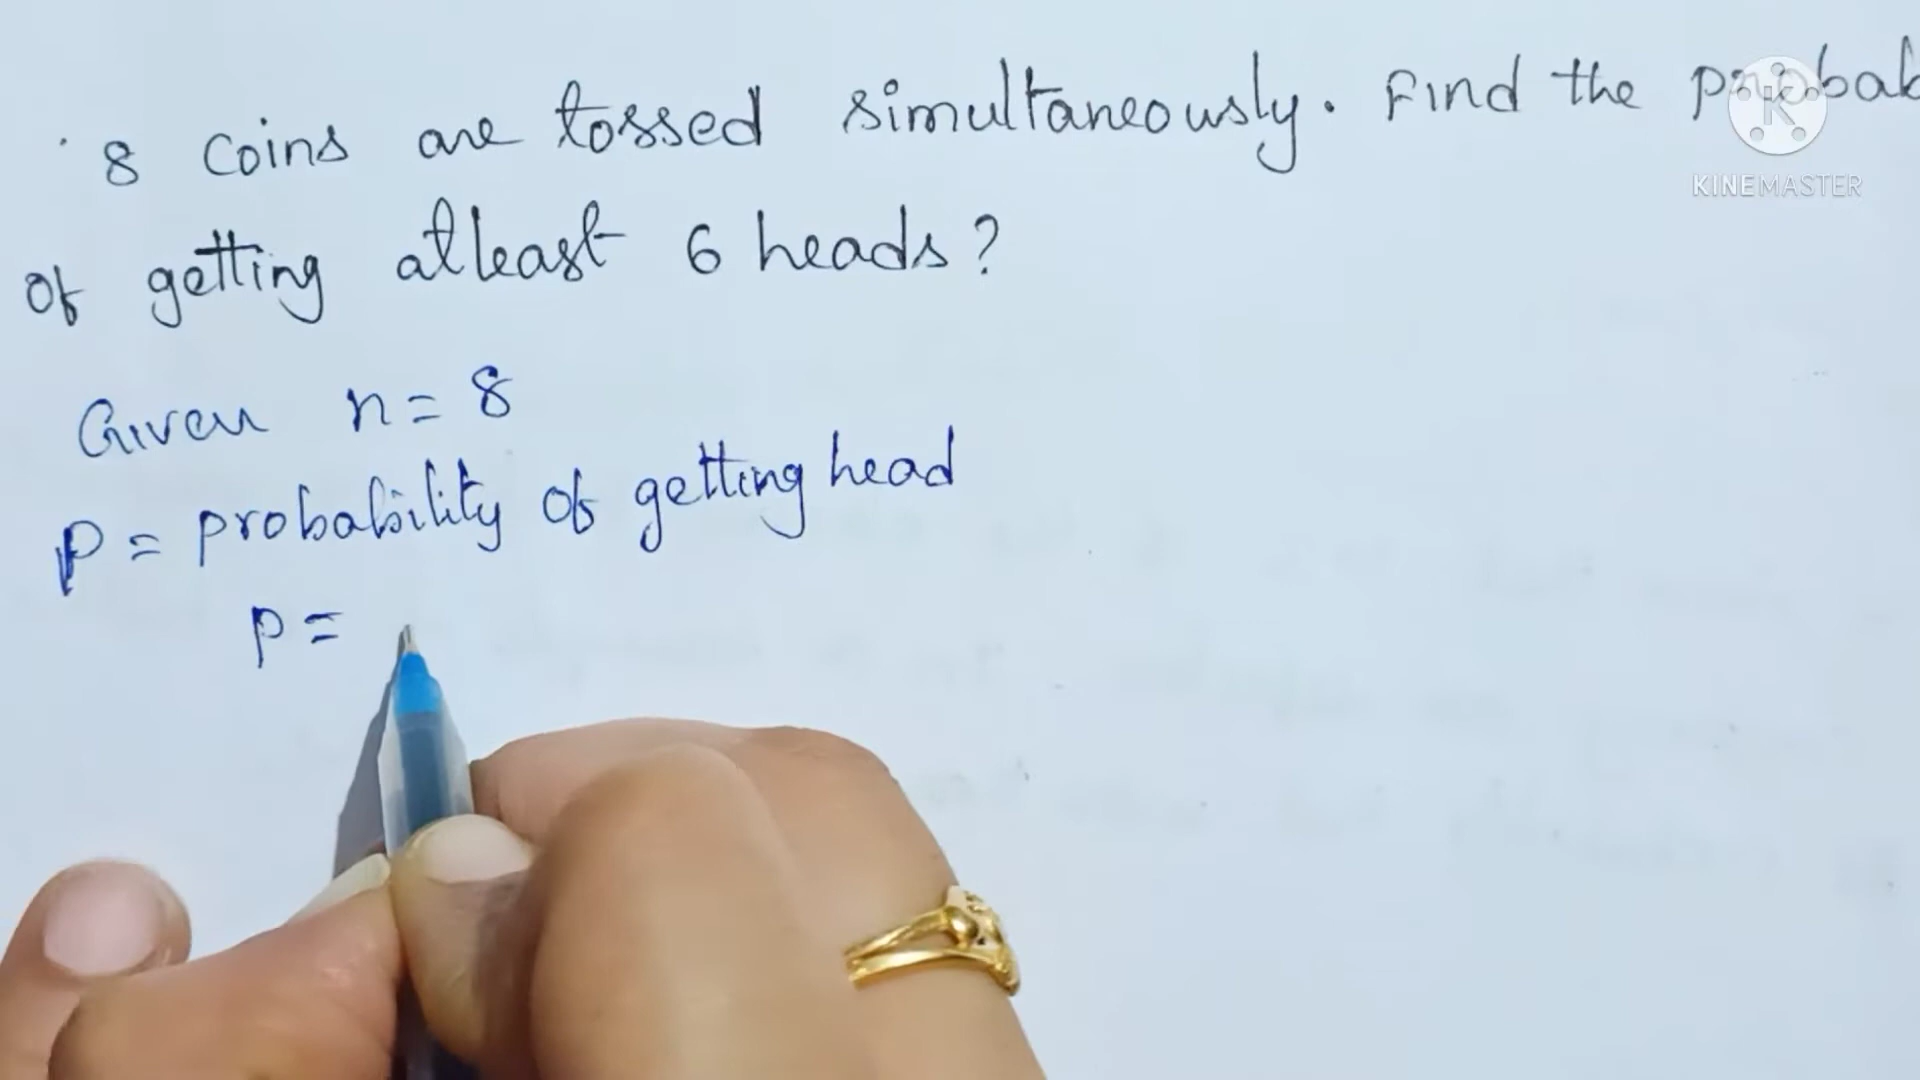 8 coins are tossed simultaneously. Find the probab
of getting atleast 6 heads?
Given n = 8
P = probability of getting head
P =
KINEMASTER